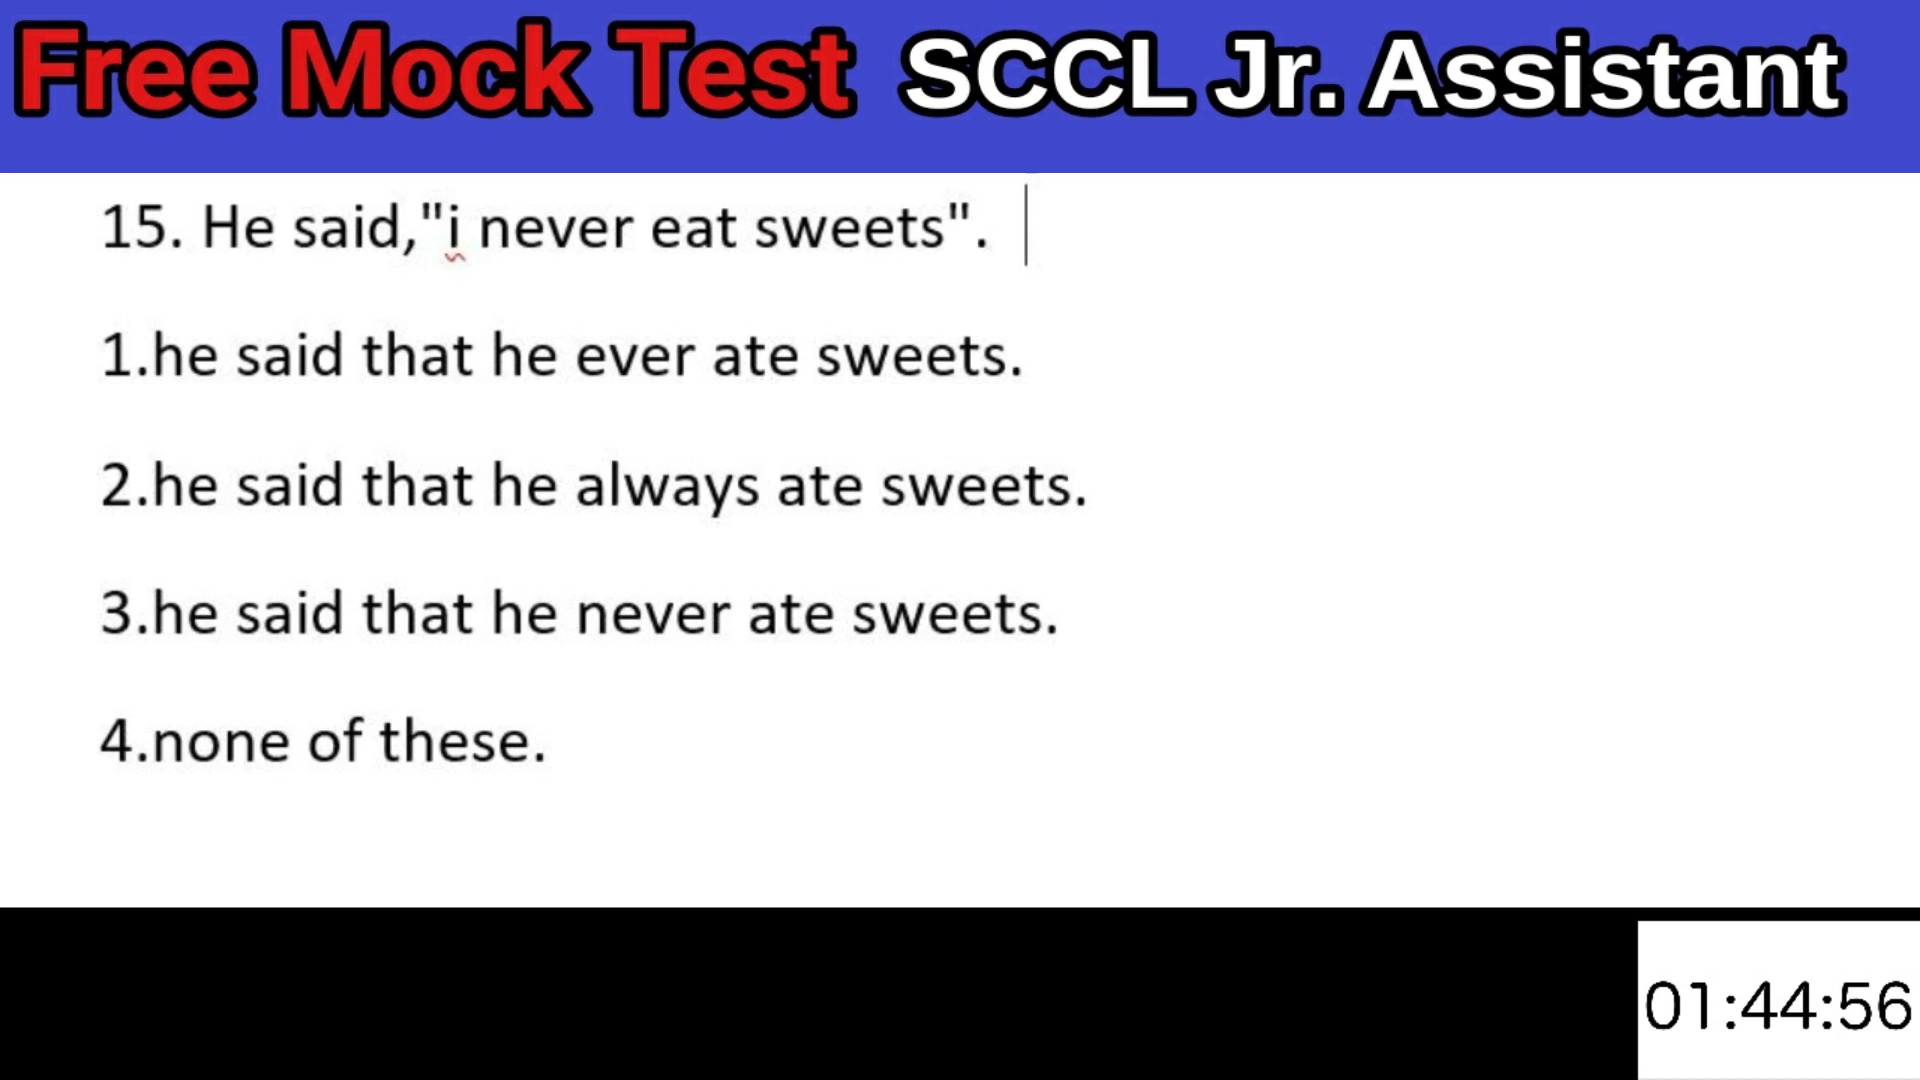 Free Mock Test SCCL Jr. Assistant
15. He said,"i never eat sweets".
1.he said that he ever ate sweets.
2.he said that he always ate sweets.
3.he said that he never ate sweets.
4.none of these.
01:44:56